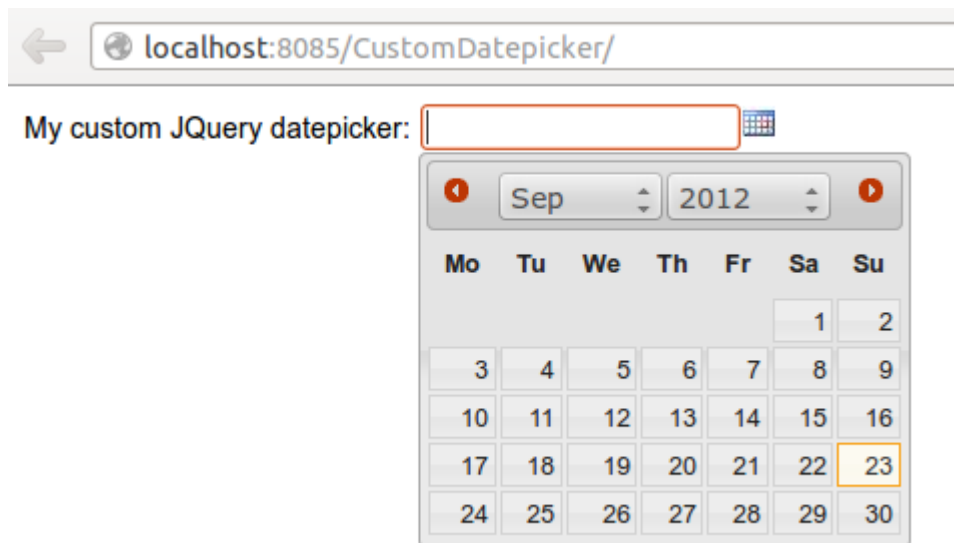 localhost:8085/CustomDatepicker/
My custom JQuery datepicker:
Sep 2012
Mo Tu We Th Fr Sa Su
1 2
3 4 5 6 7 8 9
10 11 12 13 14 15 16
17 18 19 20 21 22 23
24 25 26 27 28 29 30